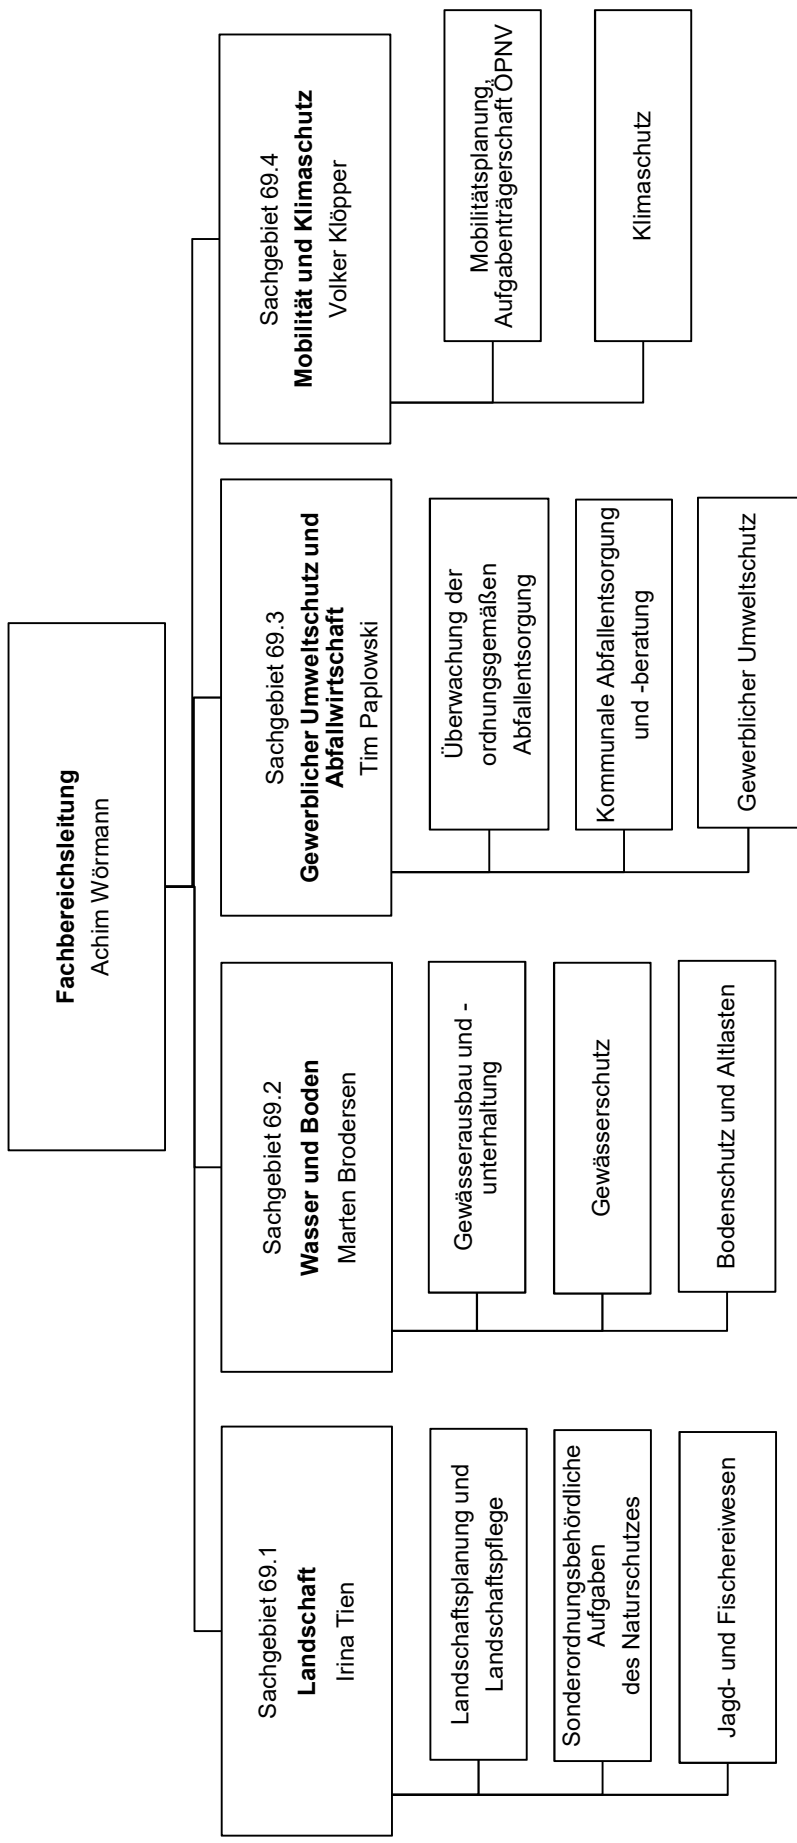 Fachbereichsleitung
Achim Wörmann
Sachgebiet 69.1
Landschaft
Irina Tien
Landschaftsplanung und
Landschaftspflege
Sonderordnungsbehördliche
Aufgaben
des Naturschutzes
Jagd- und Fischereiwesen
Sachgebiet 69.2
Wasser und Boden
Marten Brodersen
Gewässerausbau und -
unterhaltung
Gewässerschutz
Bodenschutz und Altlasten
Sachgebiet 69.3
Gewerblicher Umweltschutz und
Abfallwirtschaft
Tim Paplowski
Überwachung der
ordnungsgemäßen
Abfallentsorgung
Kommunale Abfallentsorgung
und -beratung
Gewerblicher Umweltschutz
Sachgebiet 69.4
Mobilität und Klimaschutz
Volker Klöpper
Mobilitätsplanung,
Aufgabenträgerschaft ÖPNV
Klimaschutz